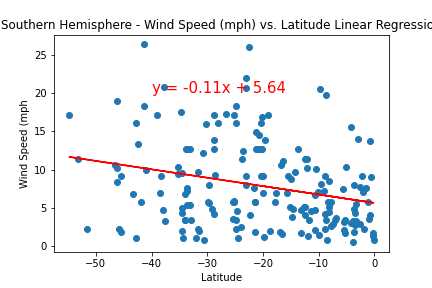 Southern Hemisphere - Wind Speed (mph) vs. Latitude Linear Regressio
25
20
15
10
5
0
Wind Speed (mph
y = -0.11x + 5.64
−50 −40 −30 −20 −10 0
Latitude